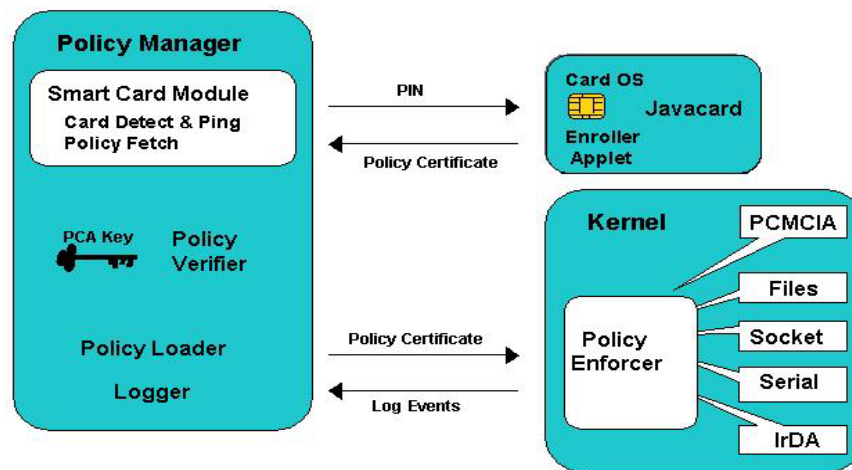 Policy Manager
Smart Card Module
Card Detect & Ping
Policy Fetch
PCA Key
Policy
Verifier
Policy Loader
Logger
PIN
Policy Certificate
Card OS
Javacard
Enroller
Applet
Policy Certificate
Log Events
Kernel
Policy
Enforcer
PCMCIA
Files
Socket
Serial
IrDA